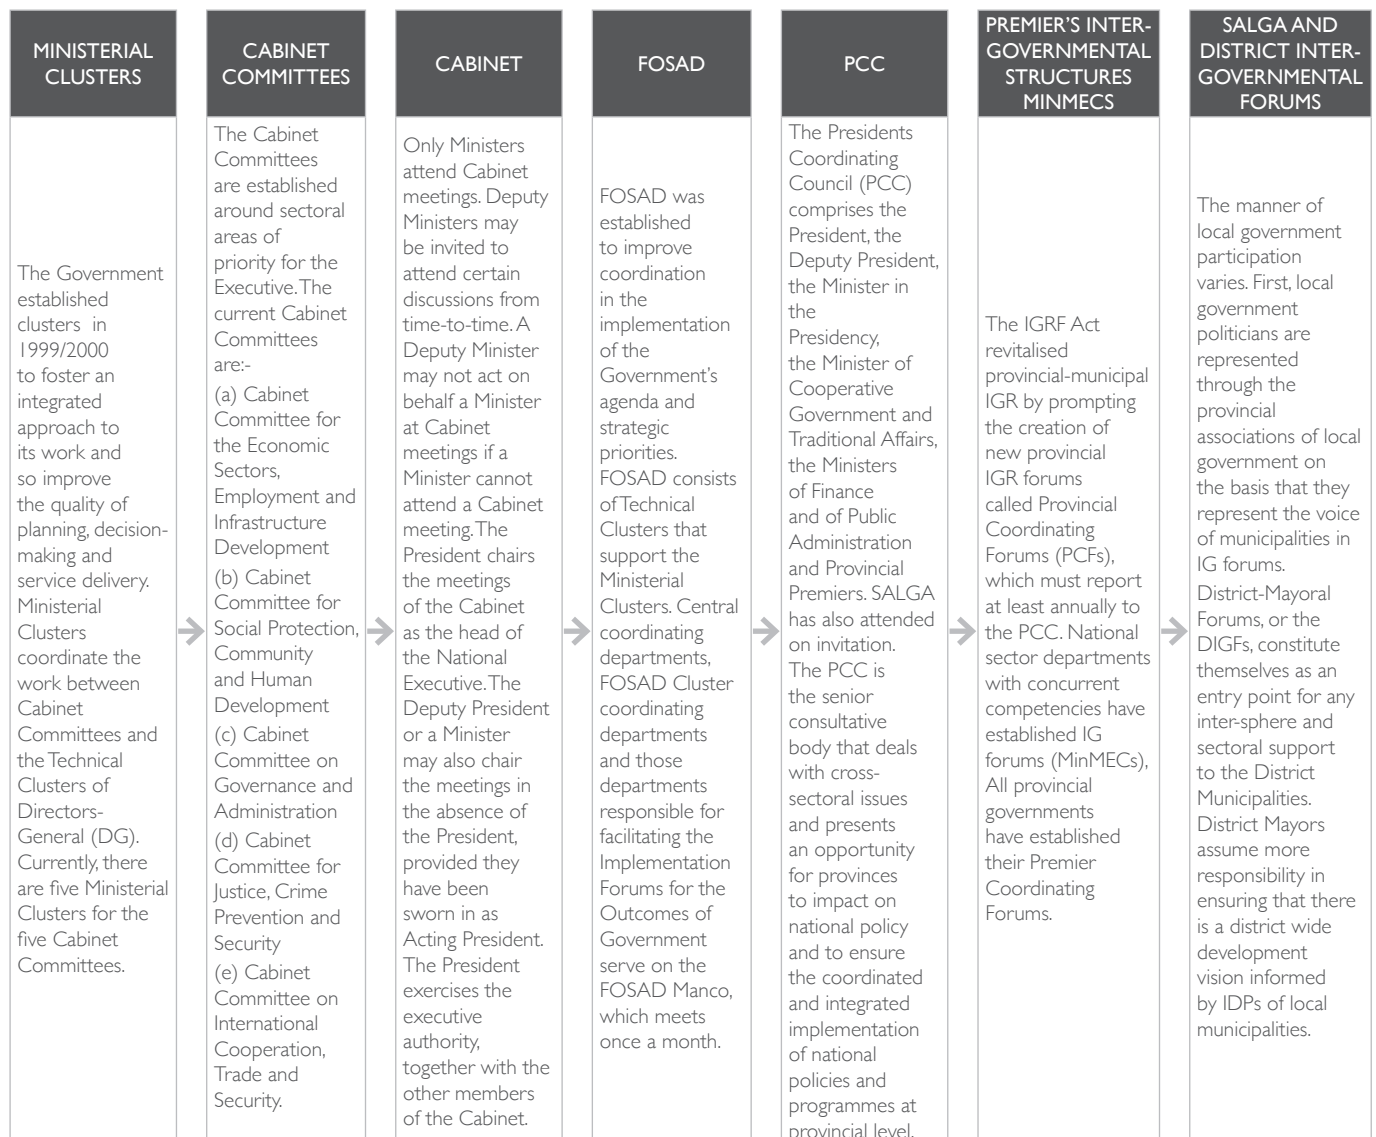 MINISTERIAL
CLUSTERS
The Government
established
clusters in
1999/2000
to foster an
integrated
approach to
its work and
so improve
the quality of
planning, decision-
making and
service delivery.
Ministerial
Clusters
coordinate the
work between
Cabinet
Committees and
the Technical
Clusters of
Directors-
General (DG).
Currently, there
are five Ministerial
Clusters for the
five Cabinet
Committees.
CABINET
COMMITTEES
The Cabinet
Committees
are established
around sectoral
areas of
priority for the
Executive. The
current Cabinet
Committees
are:-
(a) Cabinet
Committee for
the Economic
Sectors,
Employment and
Infrastructure
Development
(b) Cabinet
Committee for
Social Protection,
Community
and Human
Development
(c) Cabinet
Committee on
Governance and
Administration
(d) Cabinet
Committee for
Justice, Crime
Prevention and
Security
(e) Cabinet
Committee on
International
Cooperation,
Trade and
Security.
CABINET
Only Ministers
attend Cabinet
meetings. Deputy
Ministers may
be invited to
attend certain
discussions from
time-to-time. A
Deputy Minister
may not act on
behalf a Minister
at Cabinet
meetings if a
Minister cannot
attend a Cabinet
meeting. The
President chairs
the meetings
of the Cabinet
as the head of
the National
Executive. The
Deputy President
or a Minister
may also chair
the meetings in
the absence of
the President,
provided they
have been
sworn in as
Acting President.
The President
exercises the
executive
authority,
together with the
other members
of the Cabinet.
FOSAD
FOSAD was
established
to improve
coordination
in the
implementation
of the
Government's
agenda and
strategic
priorities.
FOSAD consists
of Technical
Clusters that
support the
Ministerial
Clusters. Central
coordinating
departments,
FOSAD Cluster
coordinating
departments
and those
departments
responsible for
facilitating the
Implementation
Forums for the
Outcomes of
Government
serve on the
FOSAD Manco,
which meets
once a month.
PCC
The Presidents
Coordinating
Council (PCC)
comprises the
President, the
Deputy President,
the Minister in
the
Presidency,
the Minister of
Cooperative
Government and
Traditional Affairs,
the Ministers
of Finance
and of Public
Administration
and Provincial
Premiers. SALGA
has also attended
on invitation.
The PCC is
the senior
consultative
body that deals
with cross-
sectoral issues
and presents
an opportunity
for provinces
to impact on
national policy
and to ensure
the coordinated
and integrated
implementation
of national
policies and
programmes at
provincial level.
PREMIER'S INTER-
GOVERNMENTAL
STRUCTURES
MINMECS
The IGRF Act
revitalised
provincial-municipal
IGR by prompting
the creation of
new provincial
IGR forums
called Provincial
Coordinating
Forums (PCFs),
which must report
at least annually to
the PCC. National
sector departments
with concurrent
competencies have
established IG
forums (MinMECs),
All provincial
governments
have established
their Premier
Coordinating
Forums.
SALGA AND
DISTRICT INTER-
GOVERNMENTAL
FORUMS
The manner of
local government
participation
varies. First, local
government
politicians are
represented
through the
provincial
associations of local
government on
the basis that they
represent the voice
of municipalities in
IG forums.
District-Mayoral
Forums, or the
DIGFs, constitute
themselves as an
entry point for any
inter-sphere and
sectoral support
to the District
Municipalities.
District Mayors
assume more
responsibility in
ensuring that there
is a district wide
development
vision informed
by IDPs of local
municipalities.